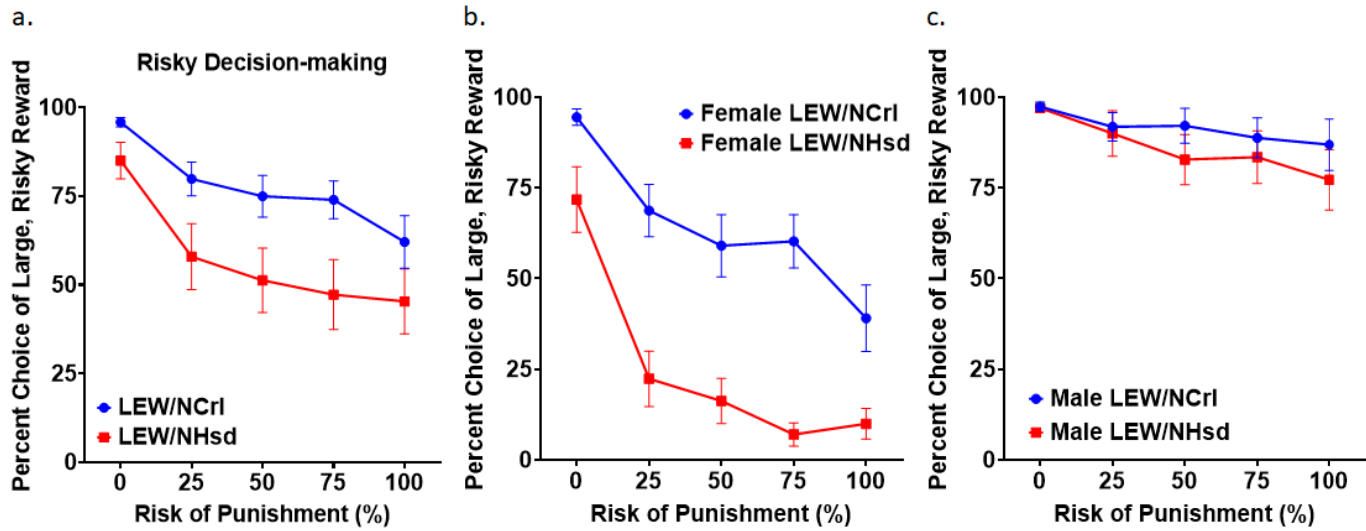 a.
Risky Decision-making
Percent Choice of Large, Risky Reward
100
75
50
25
0
LEW/NCrl
LEW/NHsd
0 25 50 75 100
Risk of Punishment (%)
b.
Percent Choice of Large, Risky Reward
100
75
50
25
0
Female LEW/NCrl
Female LEW/NHsd
0 25 50 75 100
Risk of Punishment (%)
c.
Percent Choice of Large, Risky Reward
100
75
50
25
0
Male LEW/NCrl
Male LEW/NHsd
0 25 50 75 100
Risk of Punishment (%)